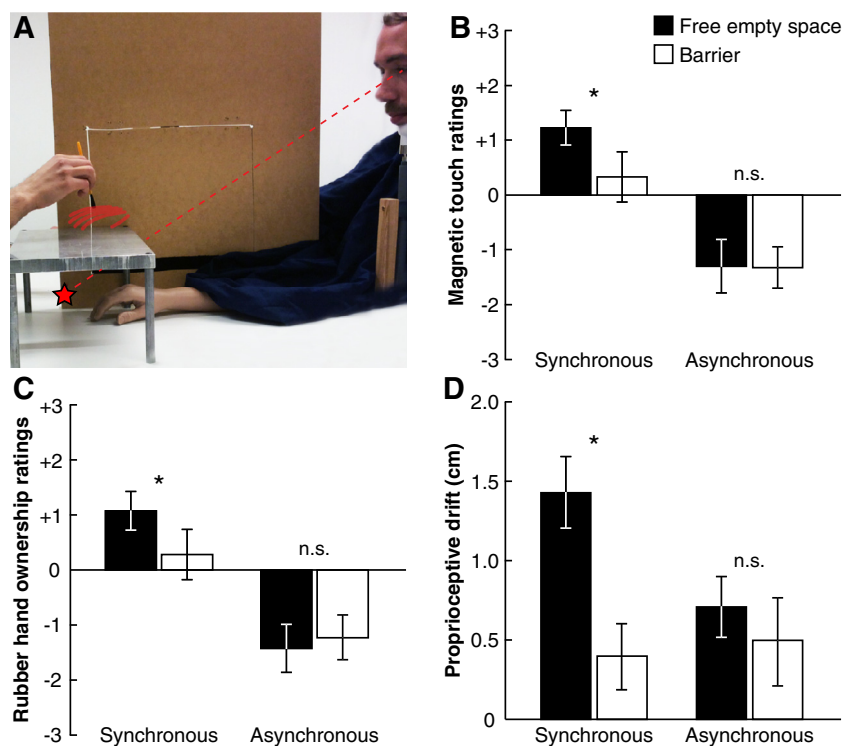 A
B
Free empty space
Barrier
Magnetic touch ratings
+3
+2
+1
0
-1
-2
-3
*
n.s.
Synchronous
Asynchronous
C
Rubber hand ownership ratings
+3
+2
+1
0
-1
-2
-3
*
n.s.
Synchronous
Asynchronous
D
Proprioceptive drift (cm)
2.0
1.5
1.0
0.5
0
*
n.s.
Synchronous
Asynchronous